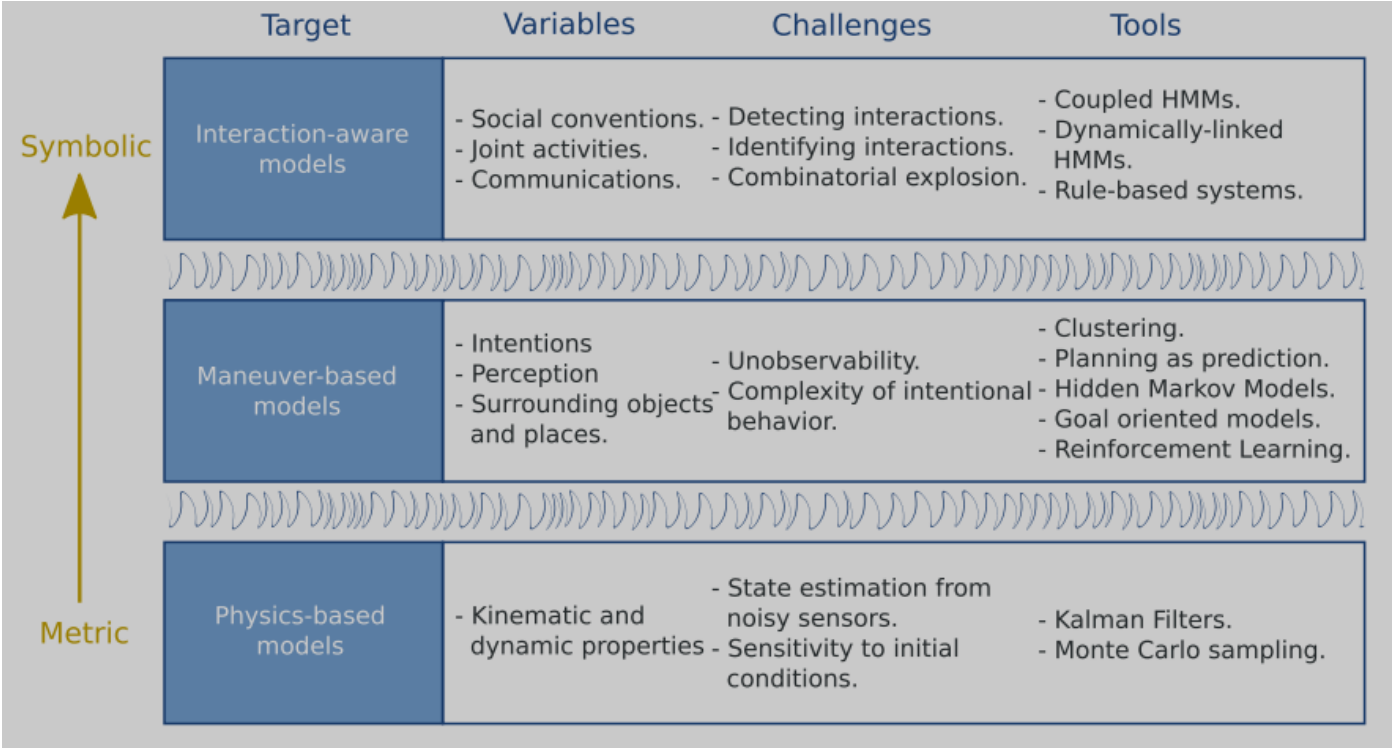 Target Variables Challenges Tools
Symbolic
Metric
Interaction-aware
models
- Social conventions.
- Joint activities.
- Communications.
- Detecting interactions.
- Identifying interactions.
- Combinatorial explosion.
- Coupled HMMs.
- Dynamically-linked
HMMs.
- Rule-based systems.
Maneuver-based
models
- Intentions
- Perception
- Surrounding objects
and places.
- Unobservability.
- Complexity of intentional
behavior.
- Clustering.
- Planning as prediction.
- Hidden Markov Models.
- Goal oriented models.
- Reinforcement Learning.
Physics-based
models
- Kinematic and
dynamic properties
- State estimation from
noisy sensors.
- Sensitivity to initial
conditions.
- Kalman Filters.
- Monte Carlo sampling.